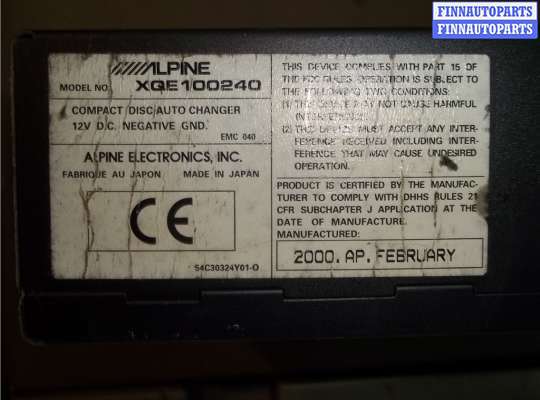 FINNAUTOPARTS
FINNAUTOPARTS
ALPINE
MODEL NO. XQE100240
COMPACT DISC AUTO CHANGER
12V D.C. NEGATIVE GND.
EMC 040
ALPINE ELECTRONICS, INC.
FABRIQUE AU JAPON MADE IN JAPAN
CE
54C30324Y01-O
THIS DEVICE COMPLIES WITH PART 15 OF
THE FCC RULES. OPERATION IS SUBJECT TO
THE FOLLOWING TWO CONDITIONS:
(1) THIS DEVICE MAY NOT CAUSE HARMFUL
INTERFERENCE.
(2) THIS DEVICE MUST ACCEPT ANY INTER-
FERENCE RECEIVED INCLUDING INTER-
FERENCE THAT MAY CAUSE UNDESIRED
OPERATION.
PRODUCT IS CERTIFIED BY THE MANUFAC-
TURER TO COMPLY WITH DHHS RULES 21
CFR SUBCHAPTER J APPLICATION AT THE
DATE OF MANUFACTURE.
MANUFACTURED:
2000. AP. FEBRUARY